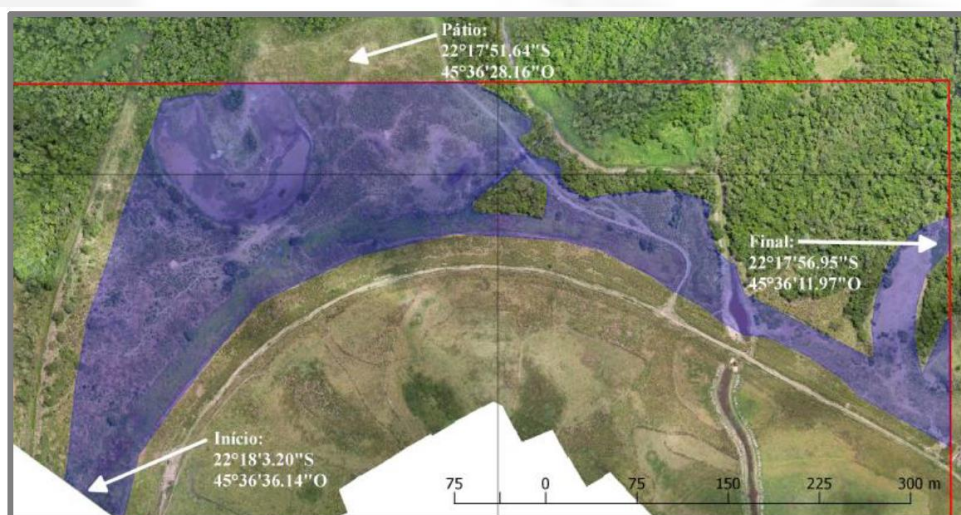 Pátio:
22°17'51.64"S
45°36'28.16"O
Final:
22°17'56.95"S
45°36'11.97"O
Início:
22°18'3.20"S
45°36'36.14"O
75 0 75 150 225 300 m